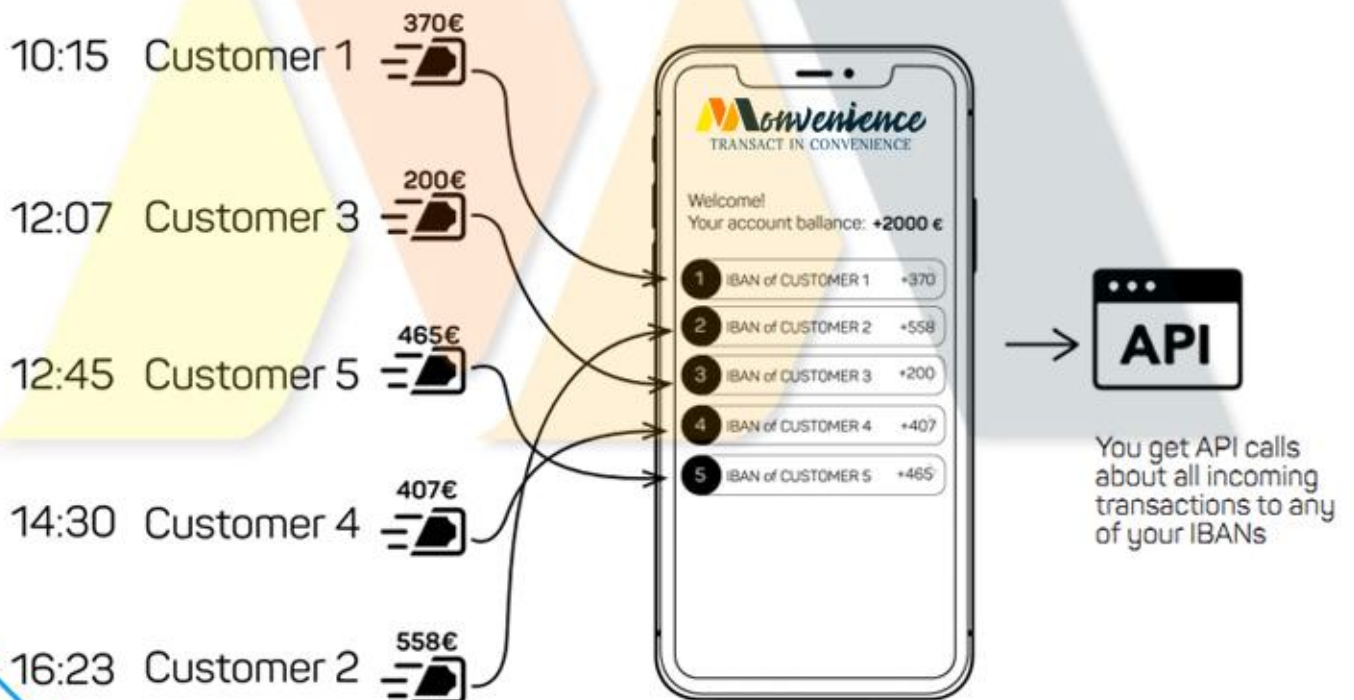 370€
10:15 Customer 1
200€
12:07 Customer 3
465€
12:45 Customer 5
407€
14:30 Customer 4
558€
16:23 Customer 2
Monvenience
TRANSACT IN CONVENIENCE
Welcome!
Your account ballance: +2000 €
1 IBAN of CUSTOMER 1 +370
2 IBAN of CUSTOMER 2 +558
3 IBAN of CUSTOMER 3 +200
4 IBAN of CUSTOMER 4 +407
5 IBAN of CUSTOMER 5 +465
API
You get API calls
about all incoming
transactions to any
of your IBANs